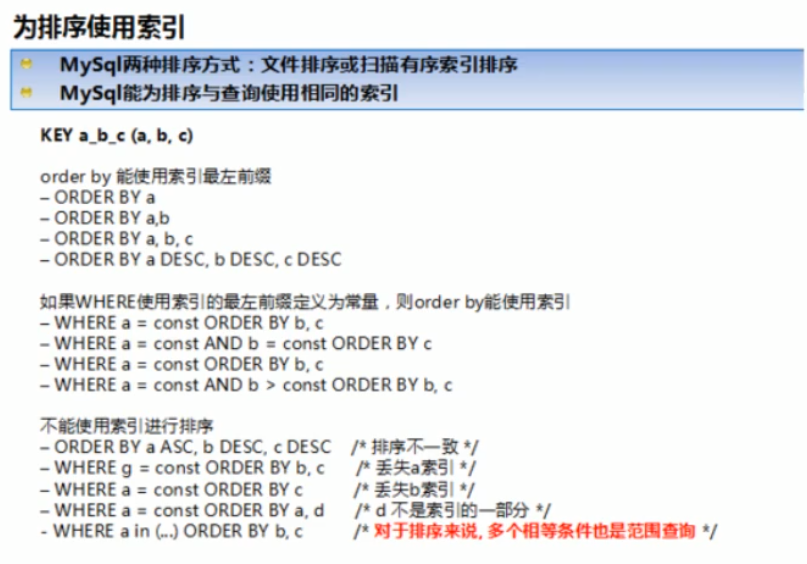 为排序使用索引
MySql两种排序方式：文件排序或扫描有序索引排序
MySql能为排序与查询使用相同的索引
KEY a_b_c (a, b, c)
order by 能使用索引最左前缀
– ORDER BY a
– ORDER BY a,b
– ORDER BY a, b, c
– ORDER BY a DESC, b DESC, c DESC
如果WHERE使用索引的最左前缀定义为常量，则order by能使用索引
– WHERE a = const ORDER BY b, c
– WHERE a = const AND b = const ORDER BY c
– WHERE a = const ORDER BY b, c
– WHERE a = const AND b > const ORDER BY b, c
不能使用索引进行排序
– ORDER BY a ASC, b DESC, c DESC /* 排序不一致 */
– WHERE g = const ORDER BY b, c /* 丢失a索引 */
– WHERE a = const ORDER BY c /* 丢失b索引 */
– WHERE a = const ORDER BY a, d /* d 不是索引的一部分 */
- WHERE a in (...) ORDER BY b, c /* 对于排序来说, 多个相等条件也是范围查询 */